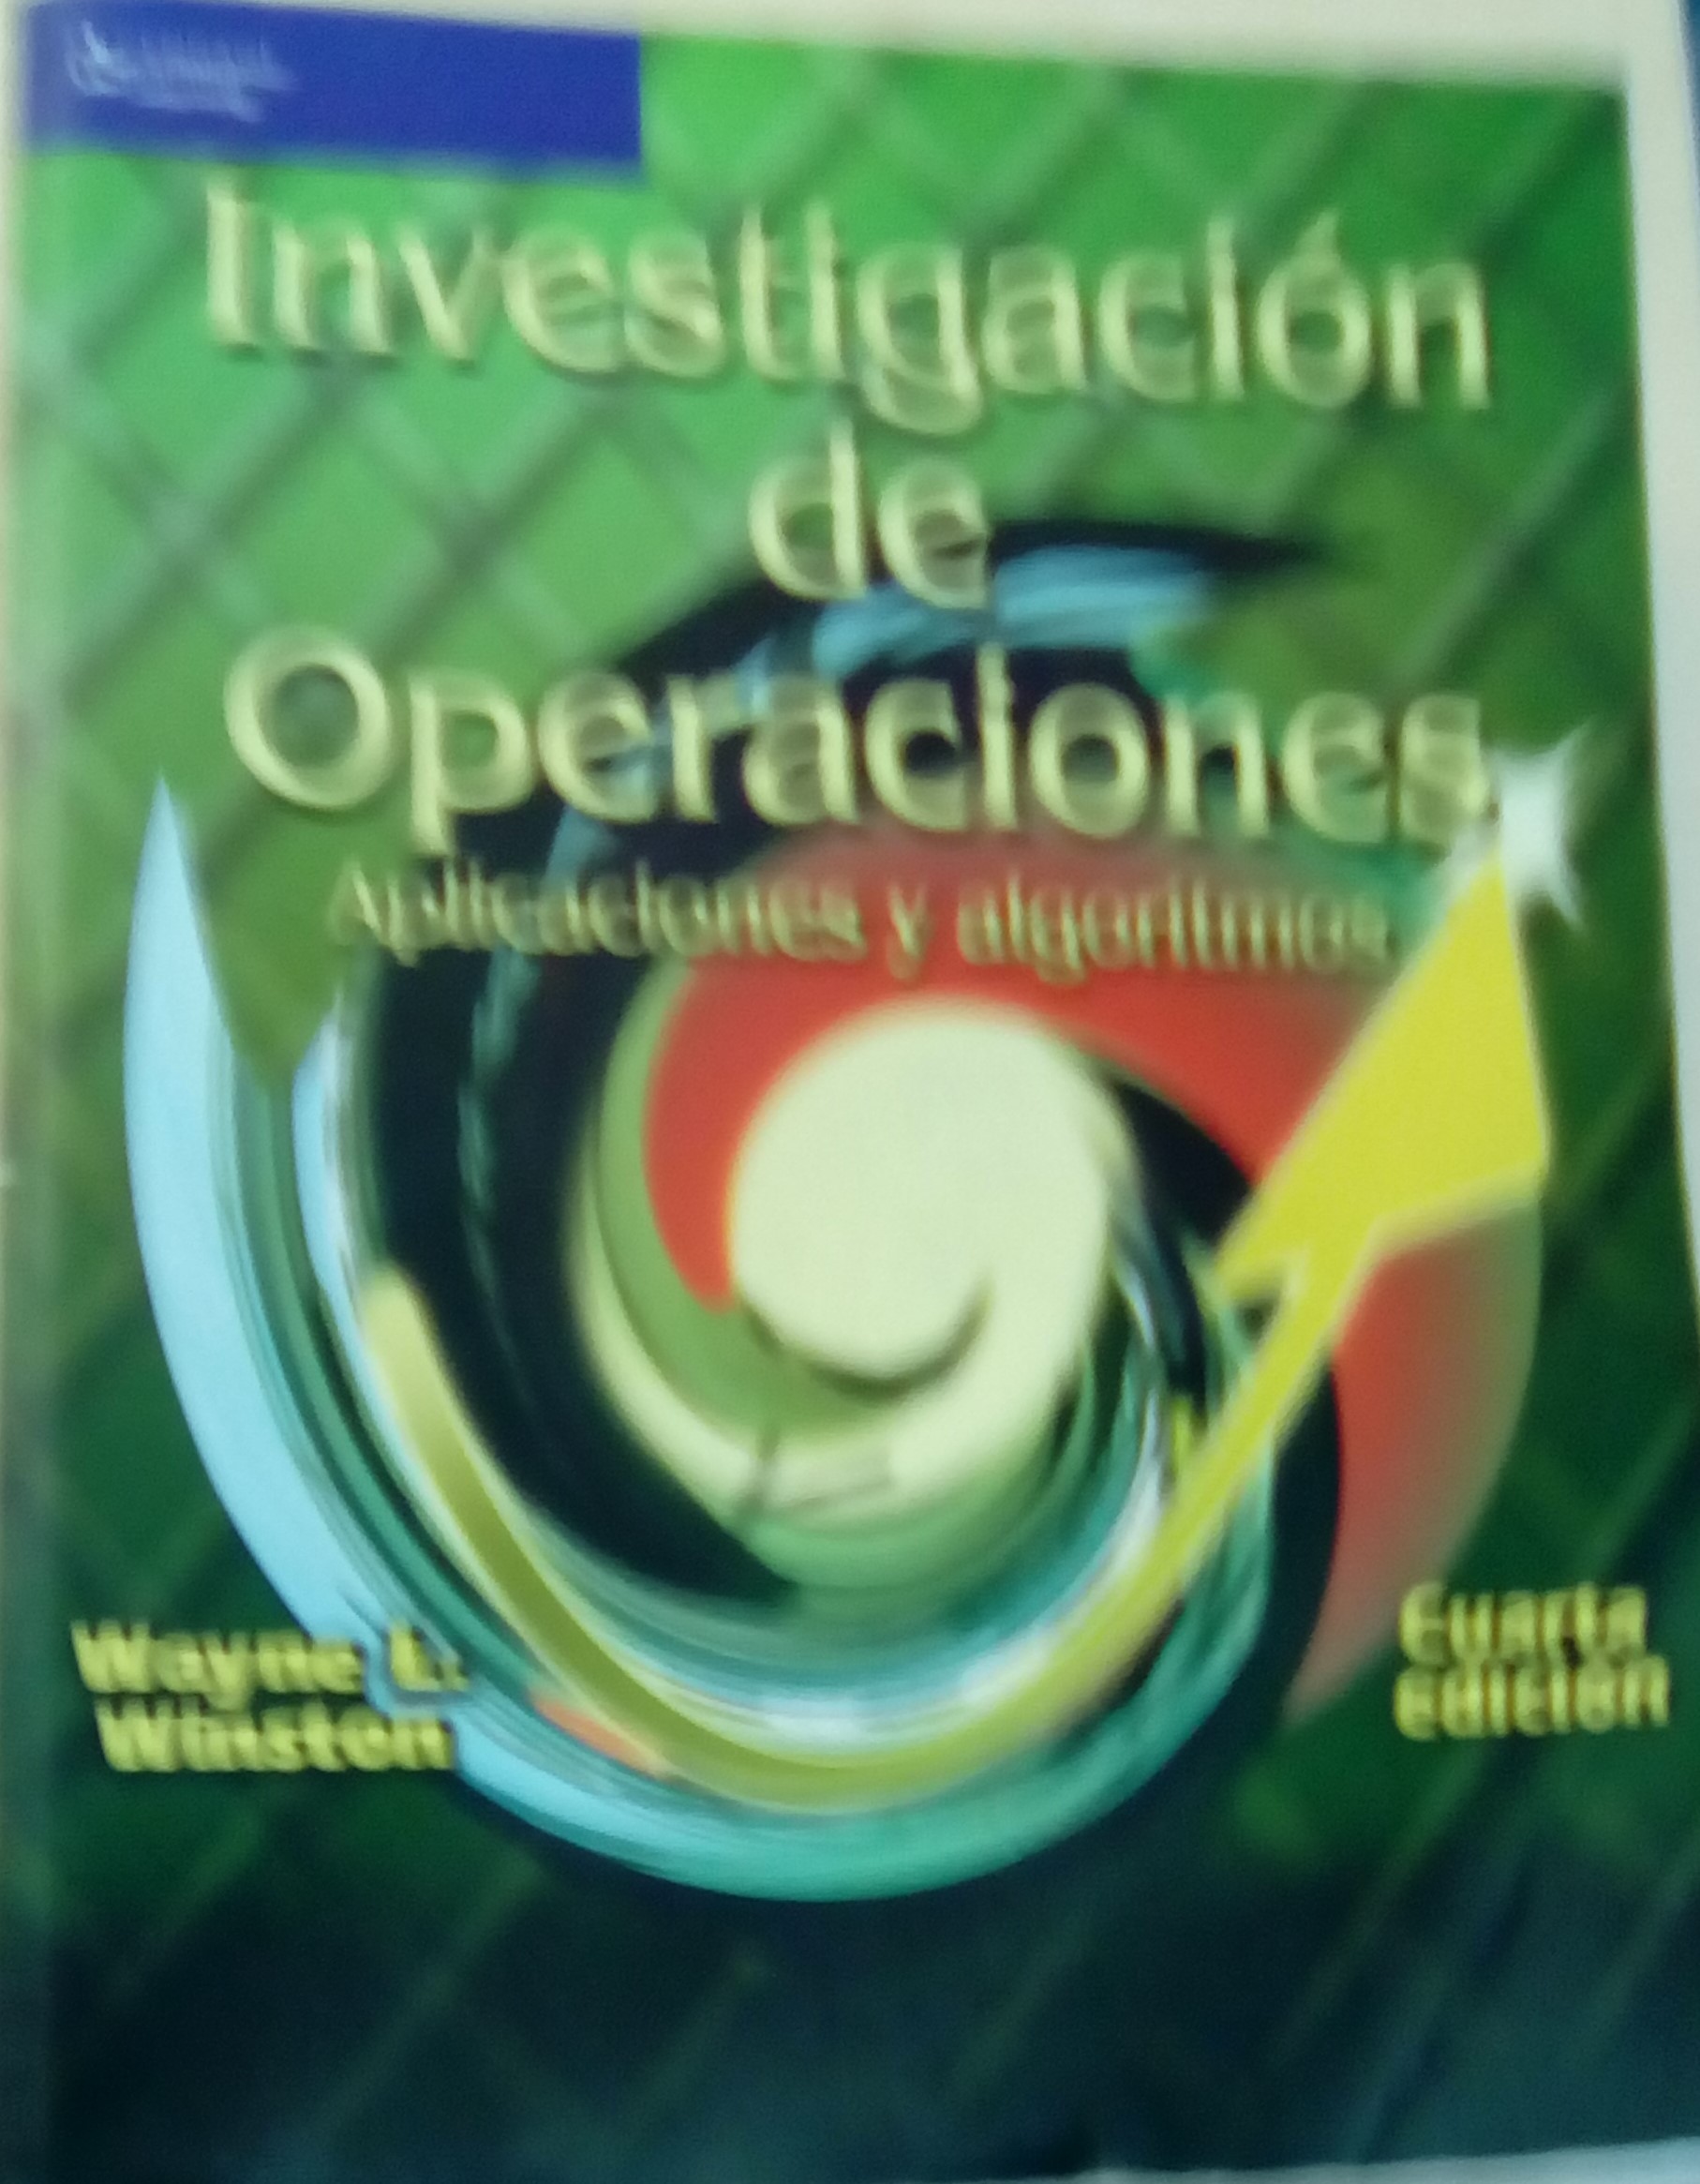 Investigación
de
Operaciones
Aplicaciones y algoritmos
Wayne L.
Winston
Cuarta
edición